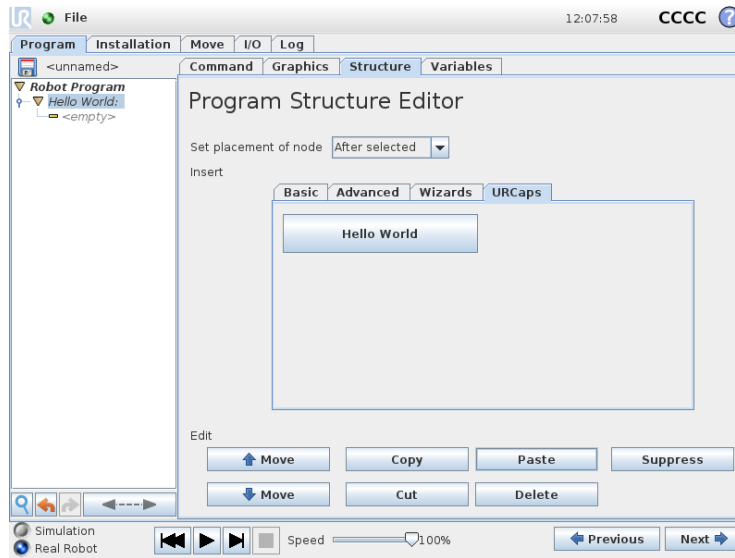 UR File 12:07:58 CCCC ?
Program Installation Move I/O Log
<unnamed> Command Graphics Structure Variables
Robot Program
Hello World:
<empty>
Program Structure Editor
Set placement of node After selected
Insert
Basic Advanced Wizards URCaps
Hello World
Edit
Move Copy Paste Suppress
Move Cut Delete
Simulation
Real Robot
Speed 100% Previous Next